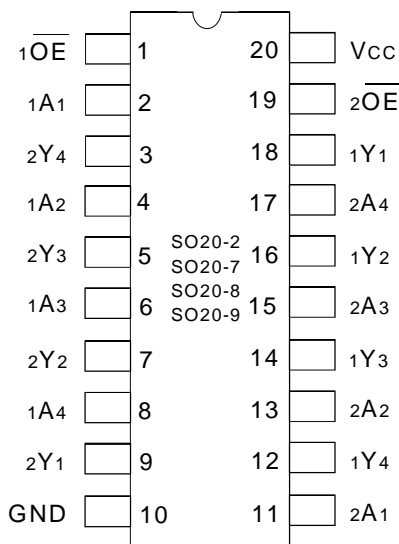 1OE 1 20 VCC
1A1 2 19 2OE
2Y4 3 18 1Y1
1A2 4 17 2A4
2Y3 5 SO20-2 16 1Y2
SO20-7
1A3 6 SO20-8 15 2A3
SO20-9
2Y2 7 14 1Y3
1A4 8 13 2A2
2Y1 9 12 1Y4
GND 10 11 2A1